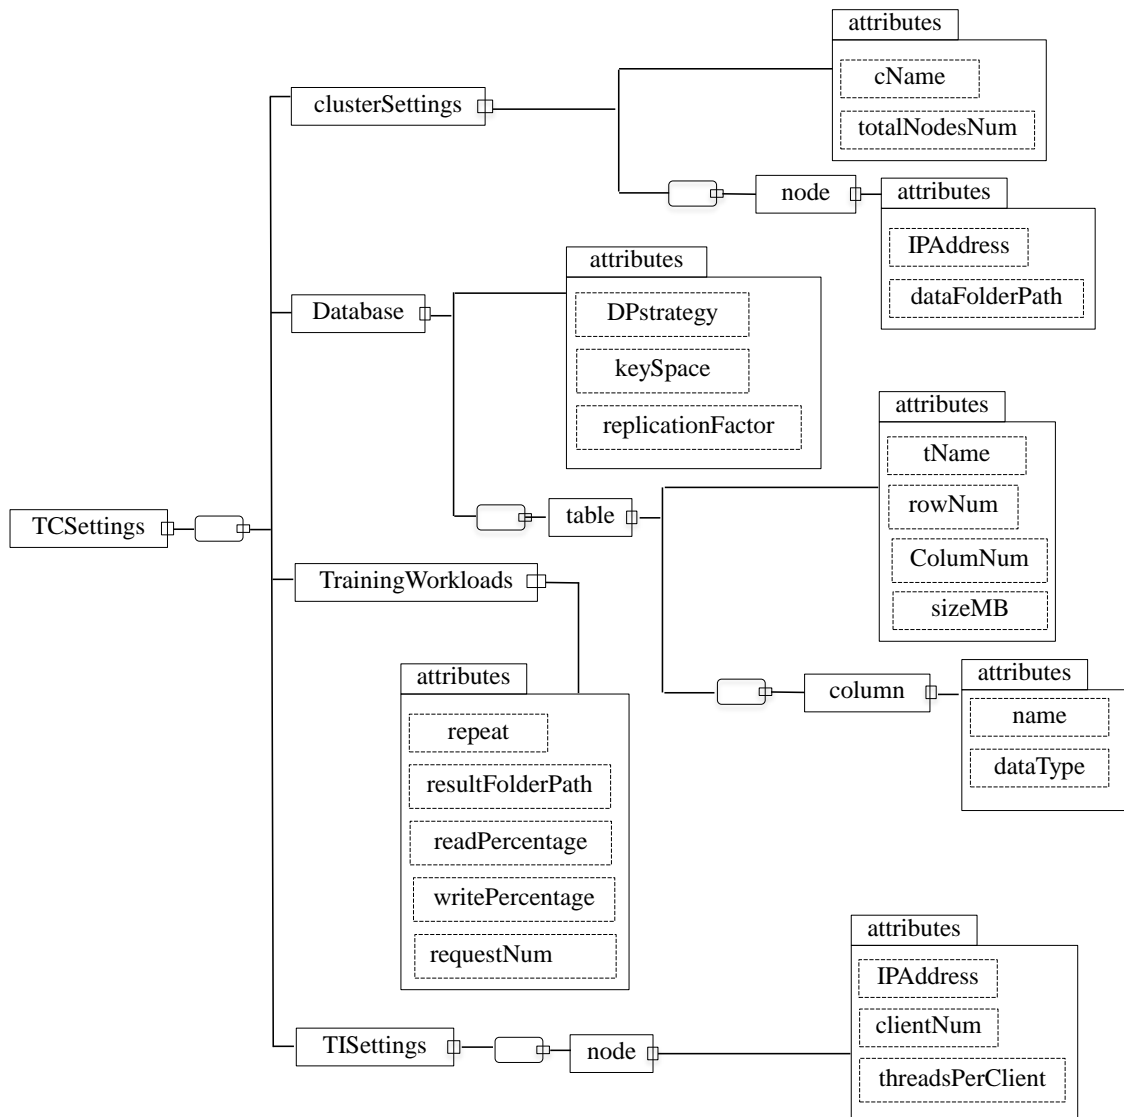 attributes
cName
clusterSettings
totalNodesNum
node
attributes
IPAddress
dataFolderPath
attributes
Database
DPstrategy
keySpace
replicationFactor
attributes
tName
rowNum
table
TCSettings
ColumNum
sizeMB
TrainingWorkloads
attributes
repeat
resultFolderPath
readPercentage
writePercentage
requestNum
column
attributes
name
dataType
attributes
IPAddress
clientNum
TISettings
node
threadsPerClient